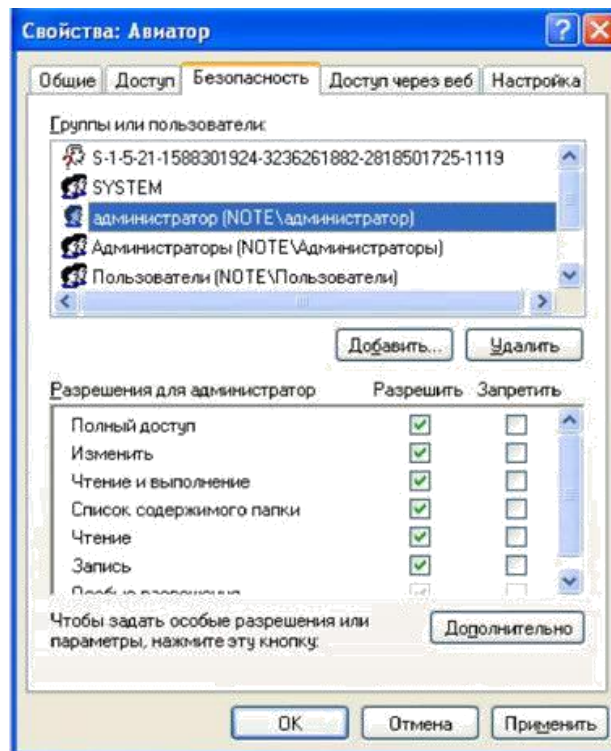 Свойства: Авиатор
Общие Доступ Безопасность Доступ через веб Настройка
Группы или пользователи:
S-1-5-21-1588301924-3236261882-2818501725-1119
SYSTEM
администратор (NOTE\администратор)
Администраторы (NOTE\Администраторы)
Пользователи (NOTE\Пользователи)
Добавить... Удалить
Разрешения для администратор Разрешить Запретить
Полный доступ
Изменить
Чтение и выполнение
Список содержимого папки
Чтение
Запись
Особые разрешения
Чтобы задать особые разрешения или
параметры, нажмите эту кнопку:
Дополнительно
OK Отмена Применить